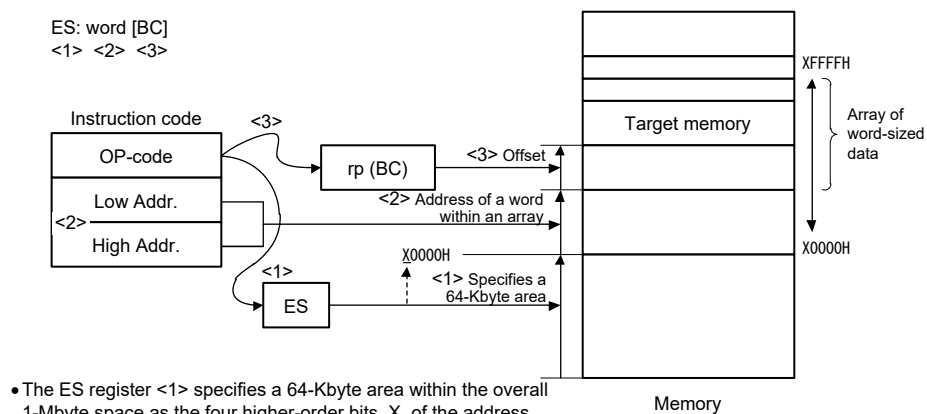 ES: word [BC]
<1> <2> <3>
XFFFFH
Instruction code
<3>
Target memory
Array of
word-sized
data
OP-code
rp (BC)
<3> Offset
Low Addr.
<2> Address of a word
within an array
<2>
High Addr.
X0000H
X0000H
<1>
<1> Specifies a
64-Kbyte area
ES
• The ES register <1> specifies a 64-Kbyte area within the overall
1-Mbyte space as the four higher-order bits, X, of the address
Memory